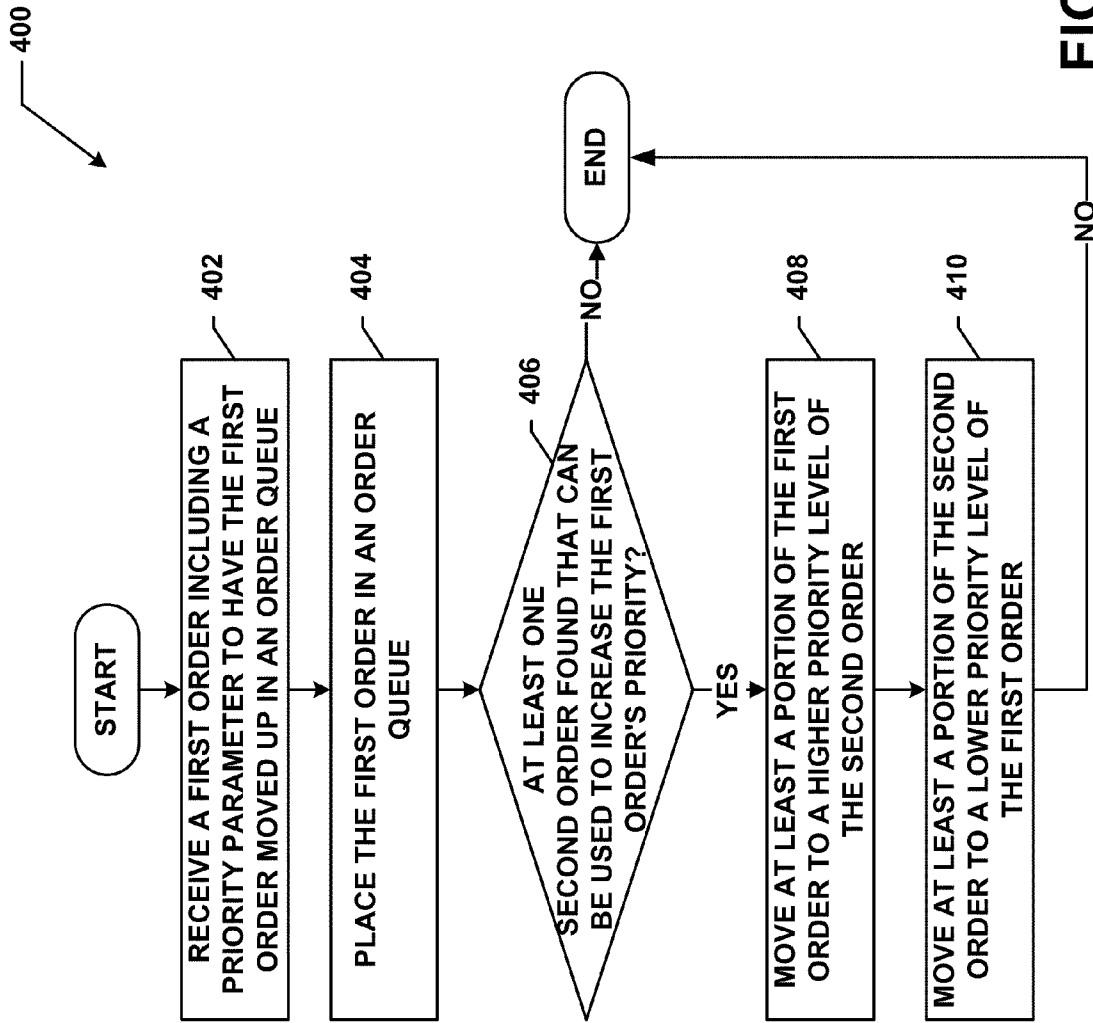 400
START
RECEIVE A FIRST ORDER INCLUDING A
PRIORITY PARAMETER TO HAVE THE FIRST
ORDER MOVED UP IN AN ORDER QUEUE
402
PLACE THE FIRST ORDER IN AN ORDER
QUEUE
404
AT LEAST ONE
SECOND ORDER FOUND THAT CAN
BE USED TO INCREASE THE FIRST
ORDER'S PRIORITY?
406
NO
END
YES
MOVE AT LEAST A PORTION OF THE FIRST
ORDER TO A HIGHER PRIORITY LEVEL OF
THE SECOND ORDER
408
MOVE AT LEAST A PORTION OF THE SECOND
ORDER TO A LOWER PRIORITY LEVEL OF
THE FIRST ORDER
410
NO